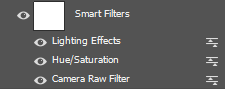 Smart Filters
Lighting Effects
Hue/Saturation
Camera Raw Filter